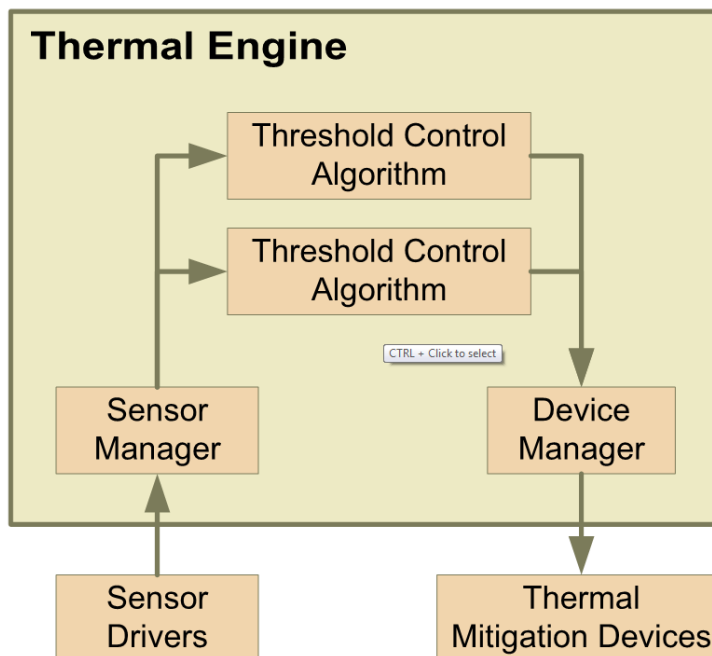 Thermal Engine
Threshold Control
Algorithm
Threshold Control
Algorithm
CTRL + Click to select
Sensor
Manager
Device
Manager
Sensor
Drivers
Thermal
Mitigation Devices